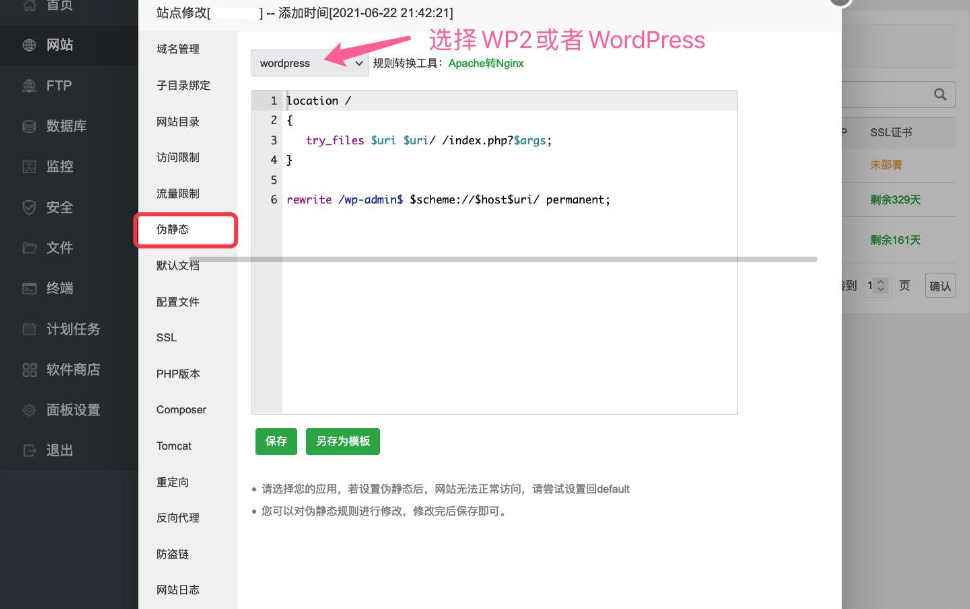 首页
网站
FTP
数据库
监控
安全
文件
终端
计划任务
软件商店
面板设置
退出
站点修改[ ] -- 添加时间[2021-06-22 21:42:21]
域名管理
子目录绑定
网站目录
访问限制
流量限制
伪静态
默认文档
配置文件
SSL
PHP版本
Composer
Tomcat
重定向
反向代理
防盗链
网站日志
选择 WP2 或者 WordPress
wordpress
规则转换工具：Apache转Nginx
1 location /
2 {
3 try_files $uri $uri/ /index.php?$args;
4 }
5
6 rewrite /wp-admin$ $scheme://$host$uri/ permanent;
保存
另存为模板
• 请选择您的应用，若设置伪静态后，网站无法正常访问，请尝试设置回default
• 您可以对伪静态规则进行修改，修改完后保存即可。
SSL证书
未部署
剩余329天
剩余161天
到 1 页 确认